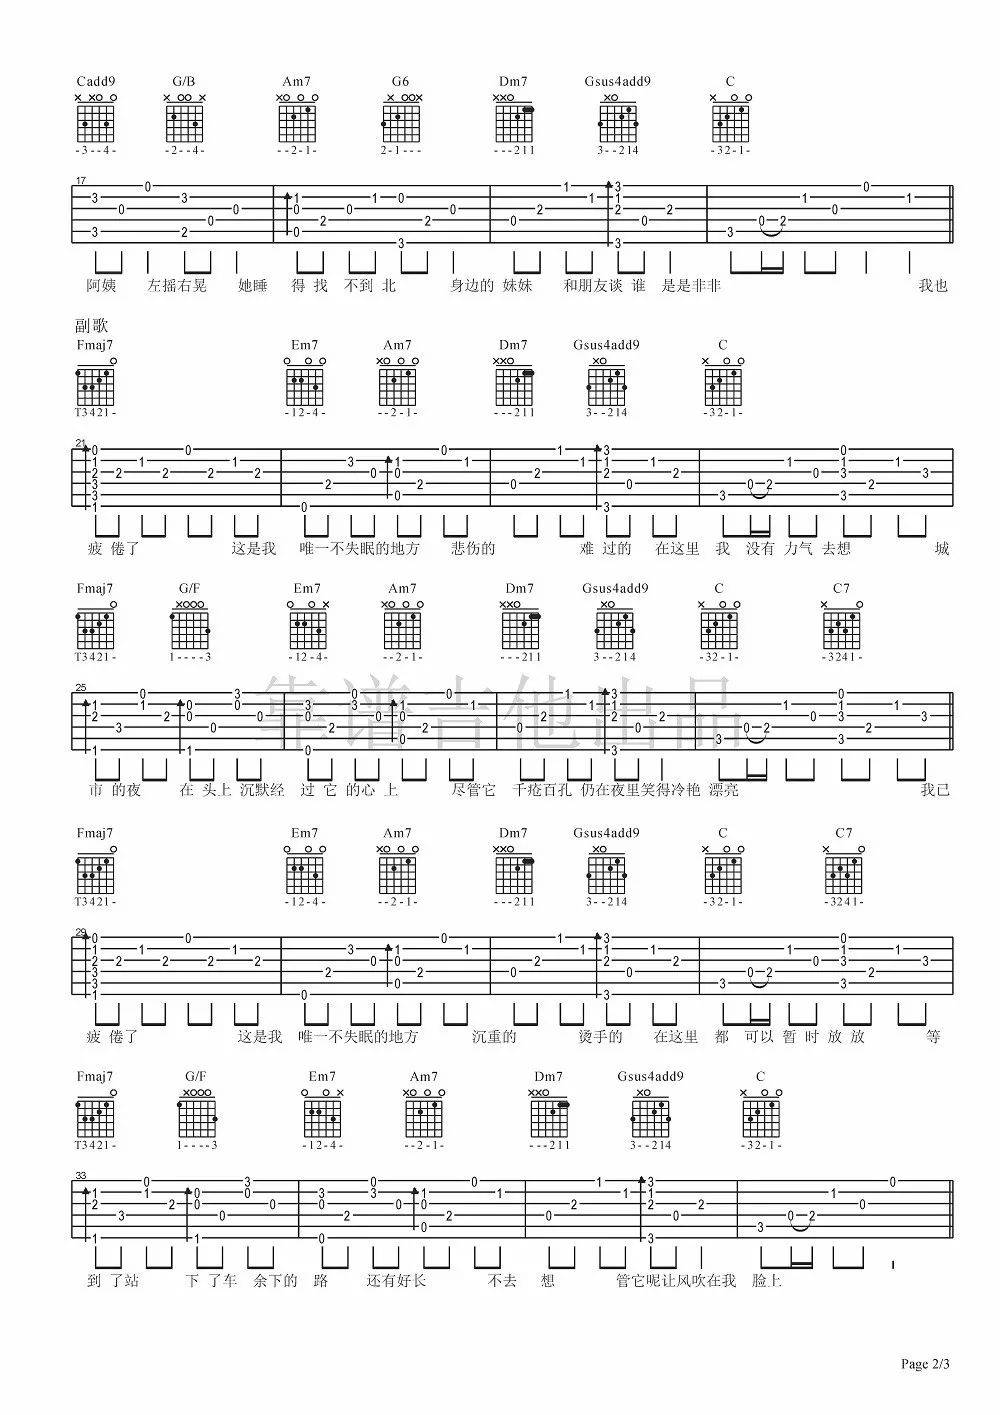 Cadd9 G/B Am7 G6 Dm7 Gsus4add9 C
-3--4- -2--4- --2-1- 2-1--- ---211 3--214 -32-1-
17
阿姨 左摇右晃 她睡 得 找 不到 北 身边的 妹妹 和朋友谈 谁 是 是非非 我也
副歌
Fmaj7 Em7 Am7 Dm7 Gsus4add9 C
T3421- -12-4- --2-1- ---211 3--214 -32-1-
21
疲 倦了 这是我 唯一不失眠的地方 悲伤的 难 过的 在这里 我 没有 力气 去想 城
Fmaj7 G/F Em7 Am7 Dm7 Gsus4add9 C C7
T3421- 1----3 -12-4- --2-1- ---211 3--214 -32-1- -3241-
25
靠谱吉他出品
市 的夜 在 头上 沉默经 过 它 的心 上 尽管它 千疮百孔 仍在夜里笑得冷艳 漂亮 我己
Fmaj7 Em7 Am7 Dm7 Gsus4add9 C C7
T3421- -12-4- --2-1- ---211 3--214 -32-1- -3241-
29
疲 倦了 这是我 唯一不失眠的地方 沉重的 烫手的 在这里 都 可以 暂时 放放 等
Fmaj7 G/F Em7 Am7 Dm7 Gsus4add9 C
T3421- 1----3 -12-4- --2-1- ---211 3--214 -32-1-
33
到 了站 下 了车 余下的 路 还有好长 不去 想 管它呢让风吹在我 脸上
Page 2/3